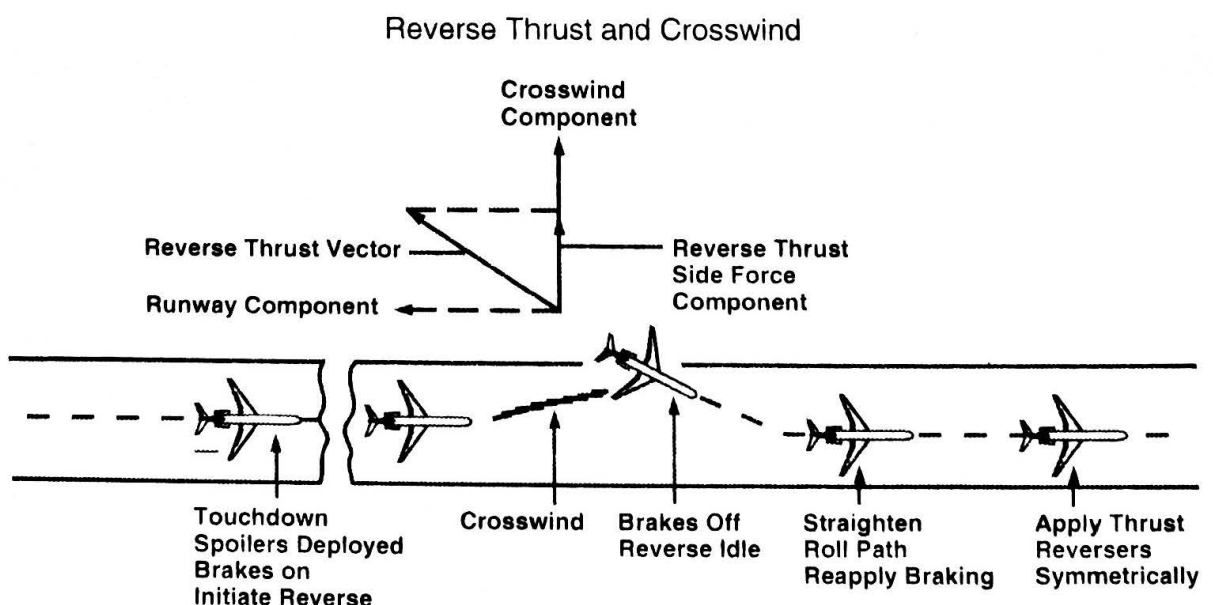 Reverse Thrust and Crosswind
Crosswind
Component
Reverse Thrust Vector
Reverse Thrust
Side Force
Component
Runway Component
Touchdown
Spoilers Deployed
Brakes on
Initiate Reverse
Crosswind
Brakes Off
Reverse Idle
Straighten
Roll Path
Reapply Braking
Apply Thrust
Reversers
Symmetrically